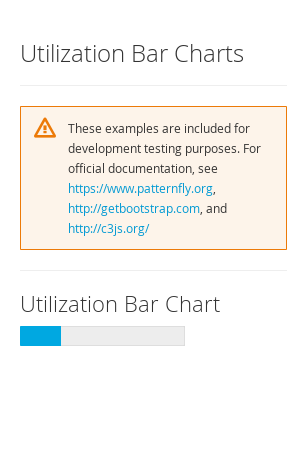 Utilization Bar Charts
These examples are included for
development testing purposes. For
official documentation, see
https://www.patternfly.org,
http://getbootstrap.com, and
http://c3js.org/
Utilization Bar Chart